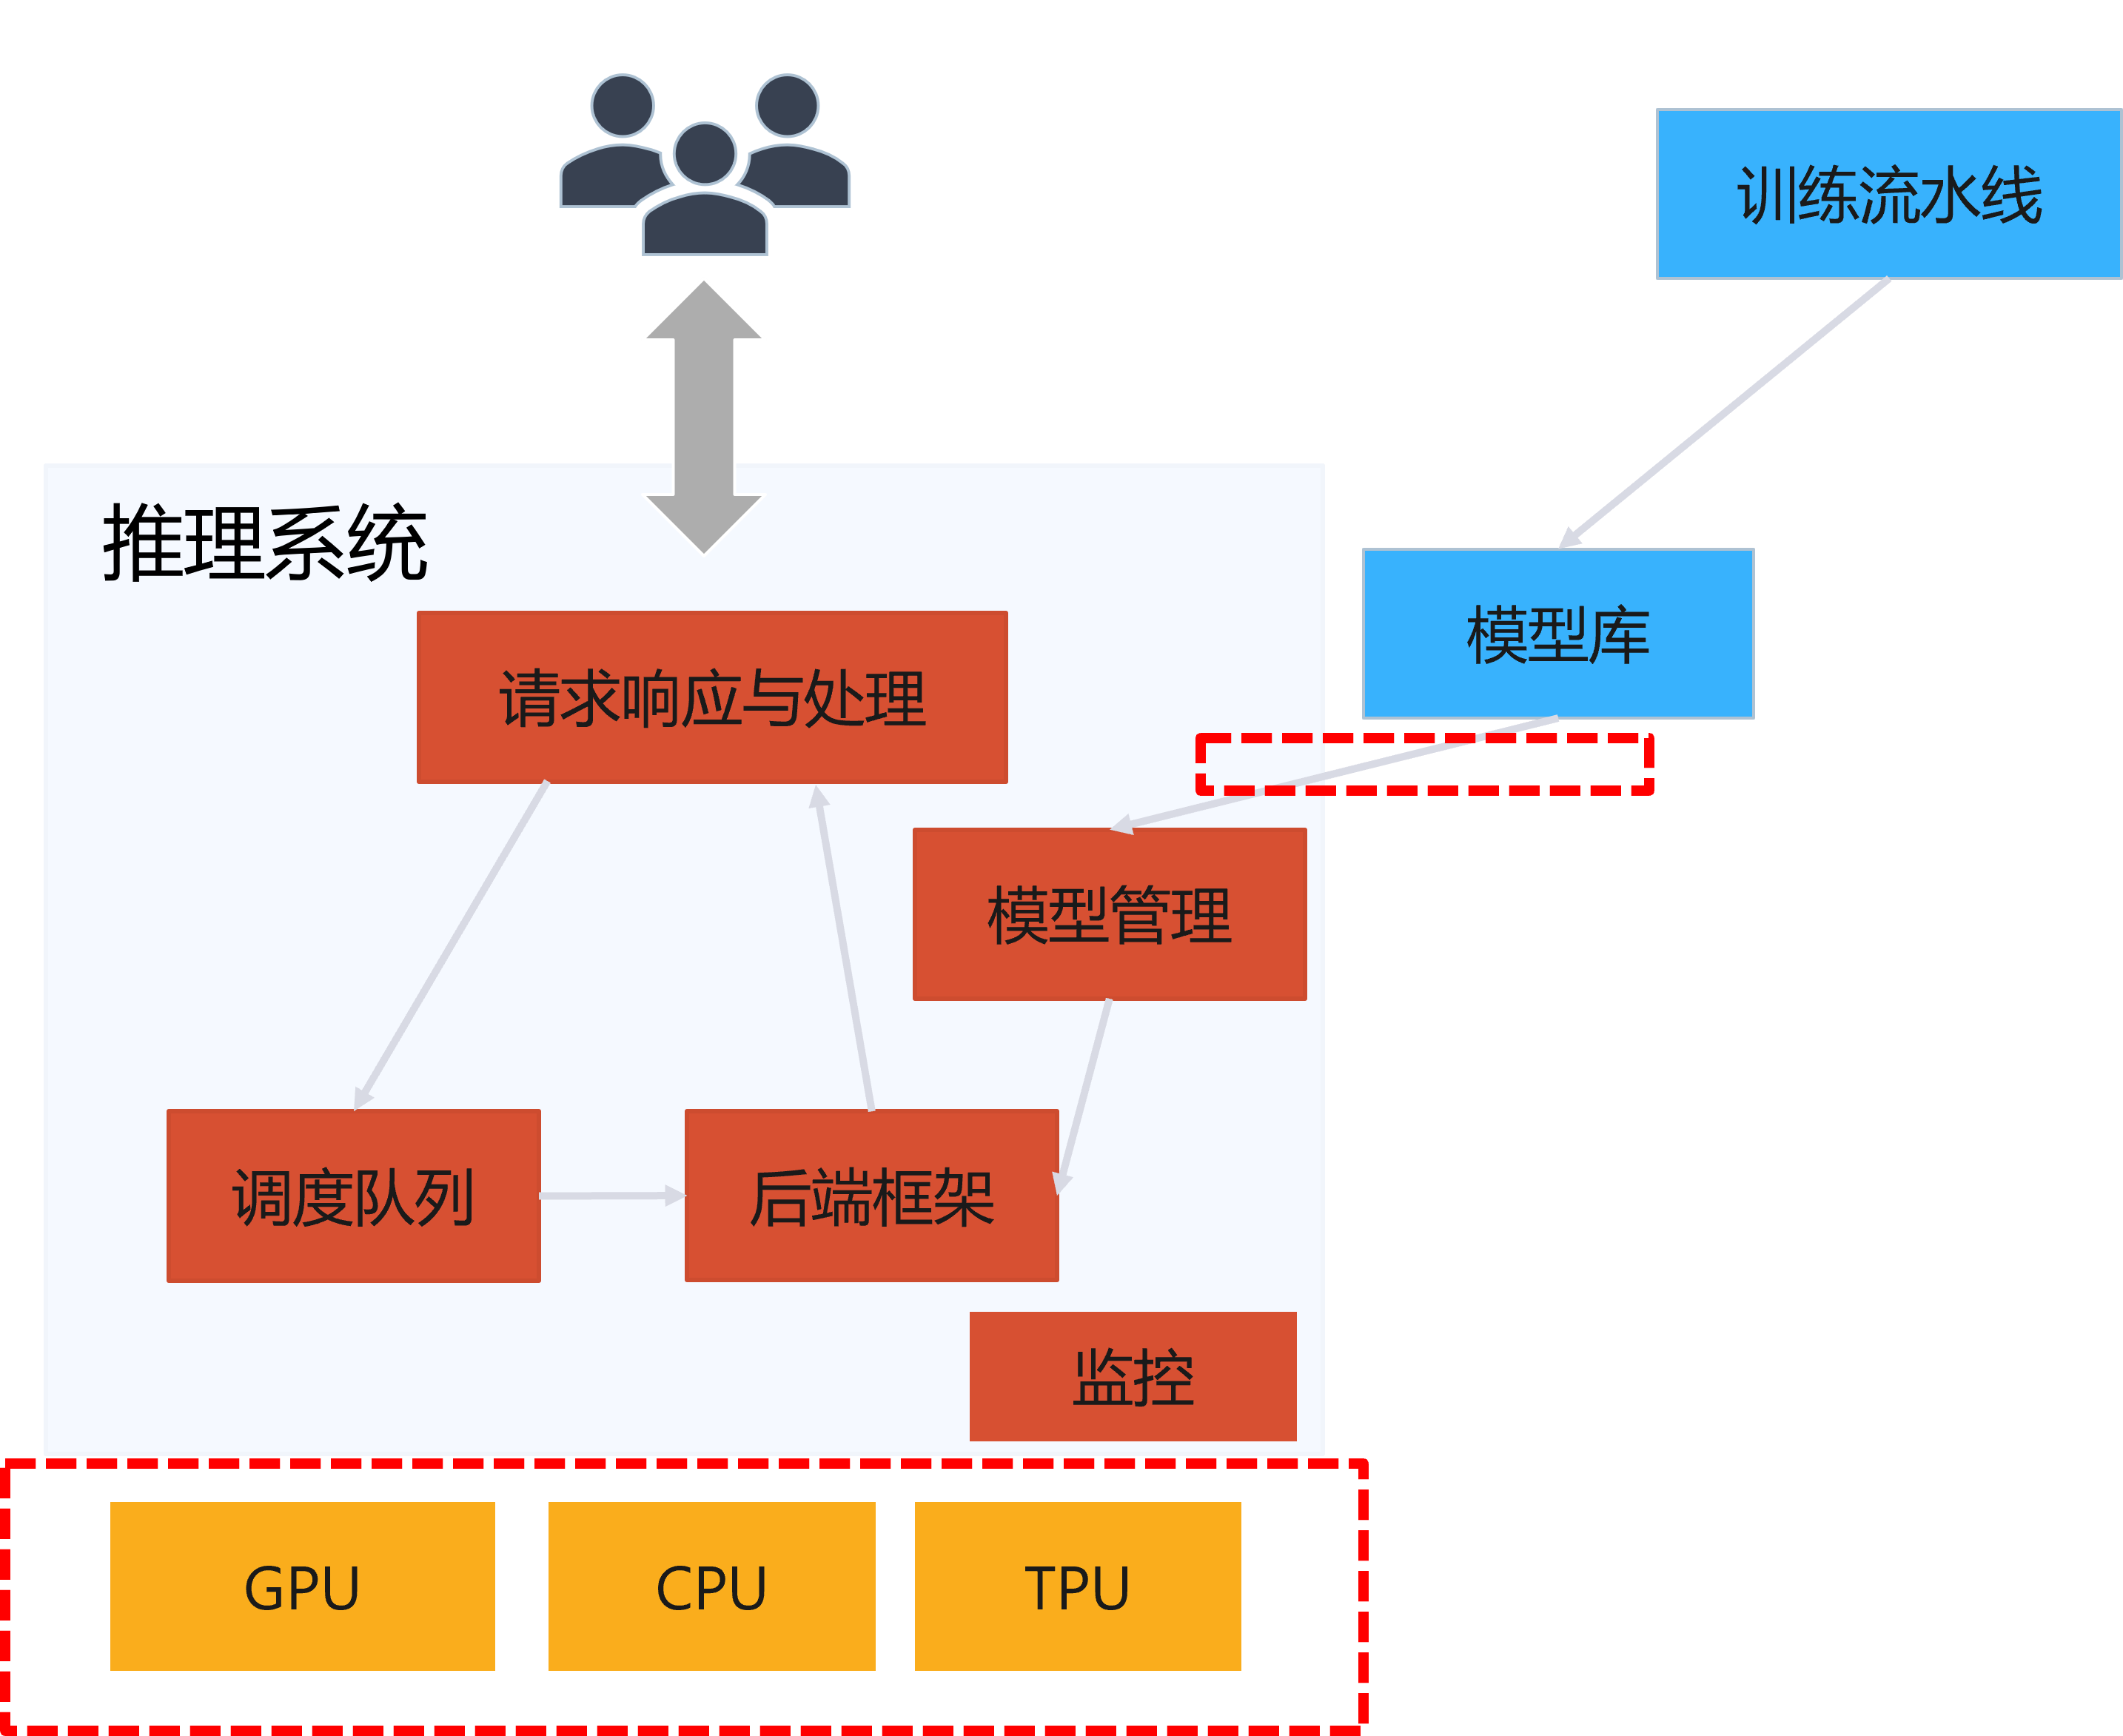 训练流水线
推理系统
模型库
请求响应与处理
模型管理
调度队列
后端框架
监控
GPU
CPU
TPU